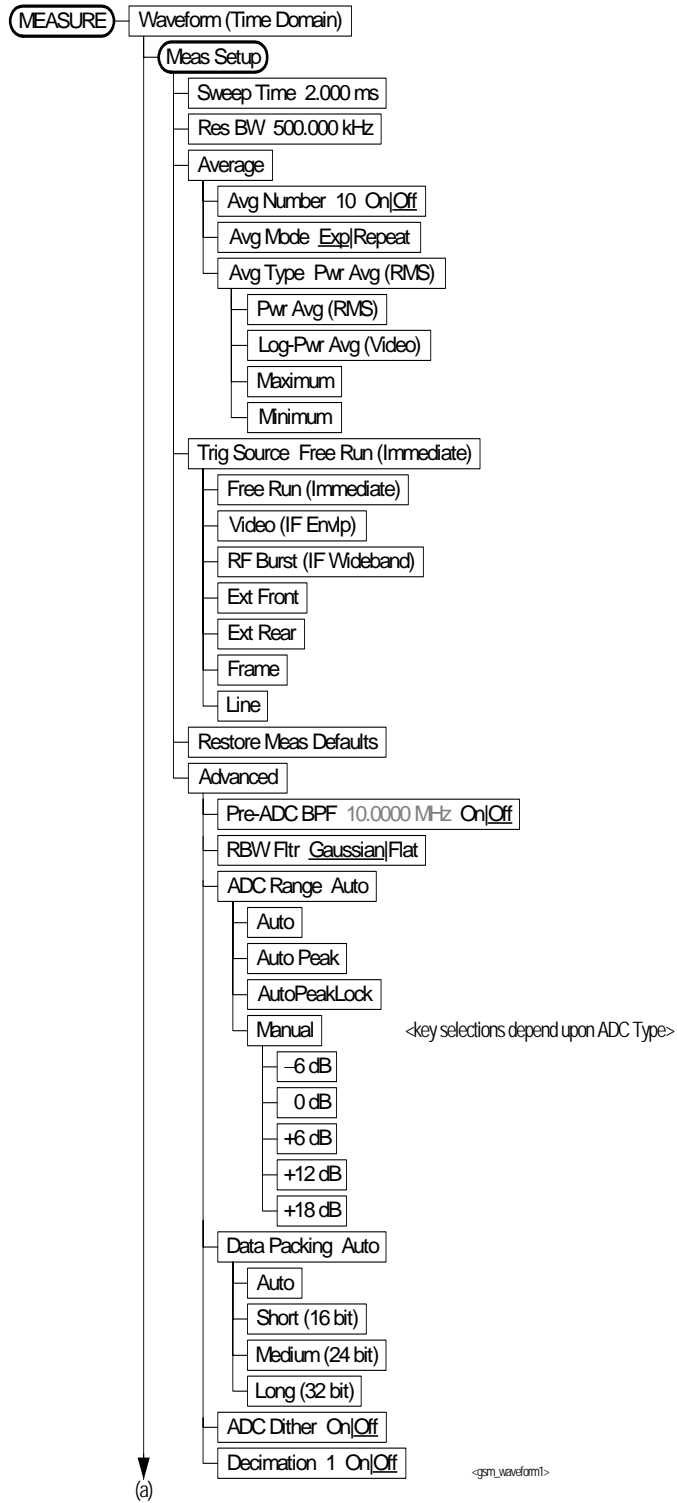 MEASURE Waveform (Time Domain)
Meas Setup
Sweep Time 2.000 ms
Res BW 500.000 kHz
Average
Avg Number 10 On|Off
Avg Mode Exp|Repeat
Avg Type Pwr Avg (RMS)
Pwr Avg (RMS)
Log-Pwr Avg (Video)
Maximum
Minimum
Trig Source Free Run (Immediate)
Free Run (Immediate)
Video (IF Envlp)
RF Burst (IF Wideband)
Ext Front
Ext Rear
Frame
Line
Restore Meas Defaults
Advanced
Pre-ADC BPF 10.0000 MHz On|Off
RBW Fltr Gaussian|Flat
ADC Range Auto
Auto
Auto Peak
AutoPeakLock
Manual <key selections depend upon ADC Type>
–6 dB
0 dB
+6 dB
+12 dB
+18 dB
Data Packing Auto
Auto
Short (16 bit)
Medium (24 bit)
Long (32 bit)
ADC Dither On|Off
Decimation 1 On|Off <gsm_waveform1>
(a)